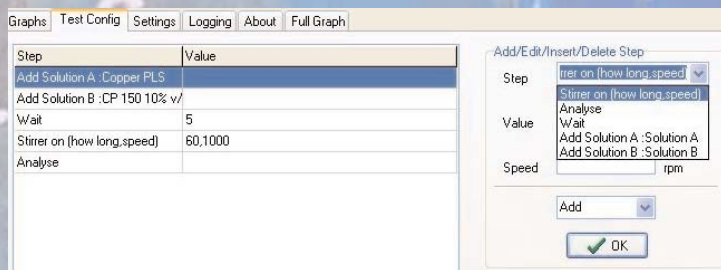 Graphs Test Config Settings Logging About Full Graph
Step Value
Add Solution A :Copper PLS
Add Solution B :CP 150 10% v/
Wait 5
Stirrer on (how long,speed) 60,1000
Analyse
Add/Edit/Insert/Delete Step
Step rrer on (how long,speed)
Stirrer on (how long,speed)
Analyse
Wait
Add Solution A :Solution A
Add Solution B :Solution B
Value
Speed rpm
Add
OK